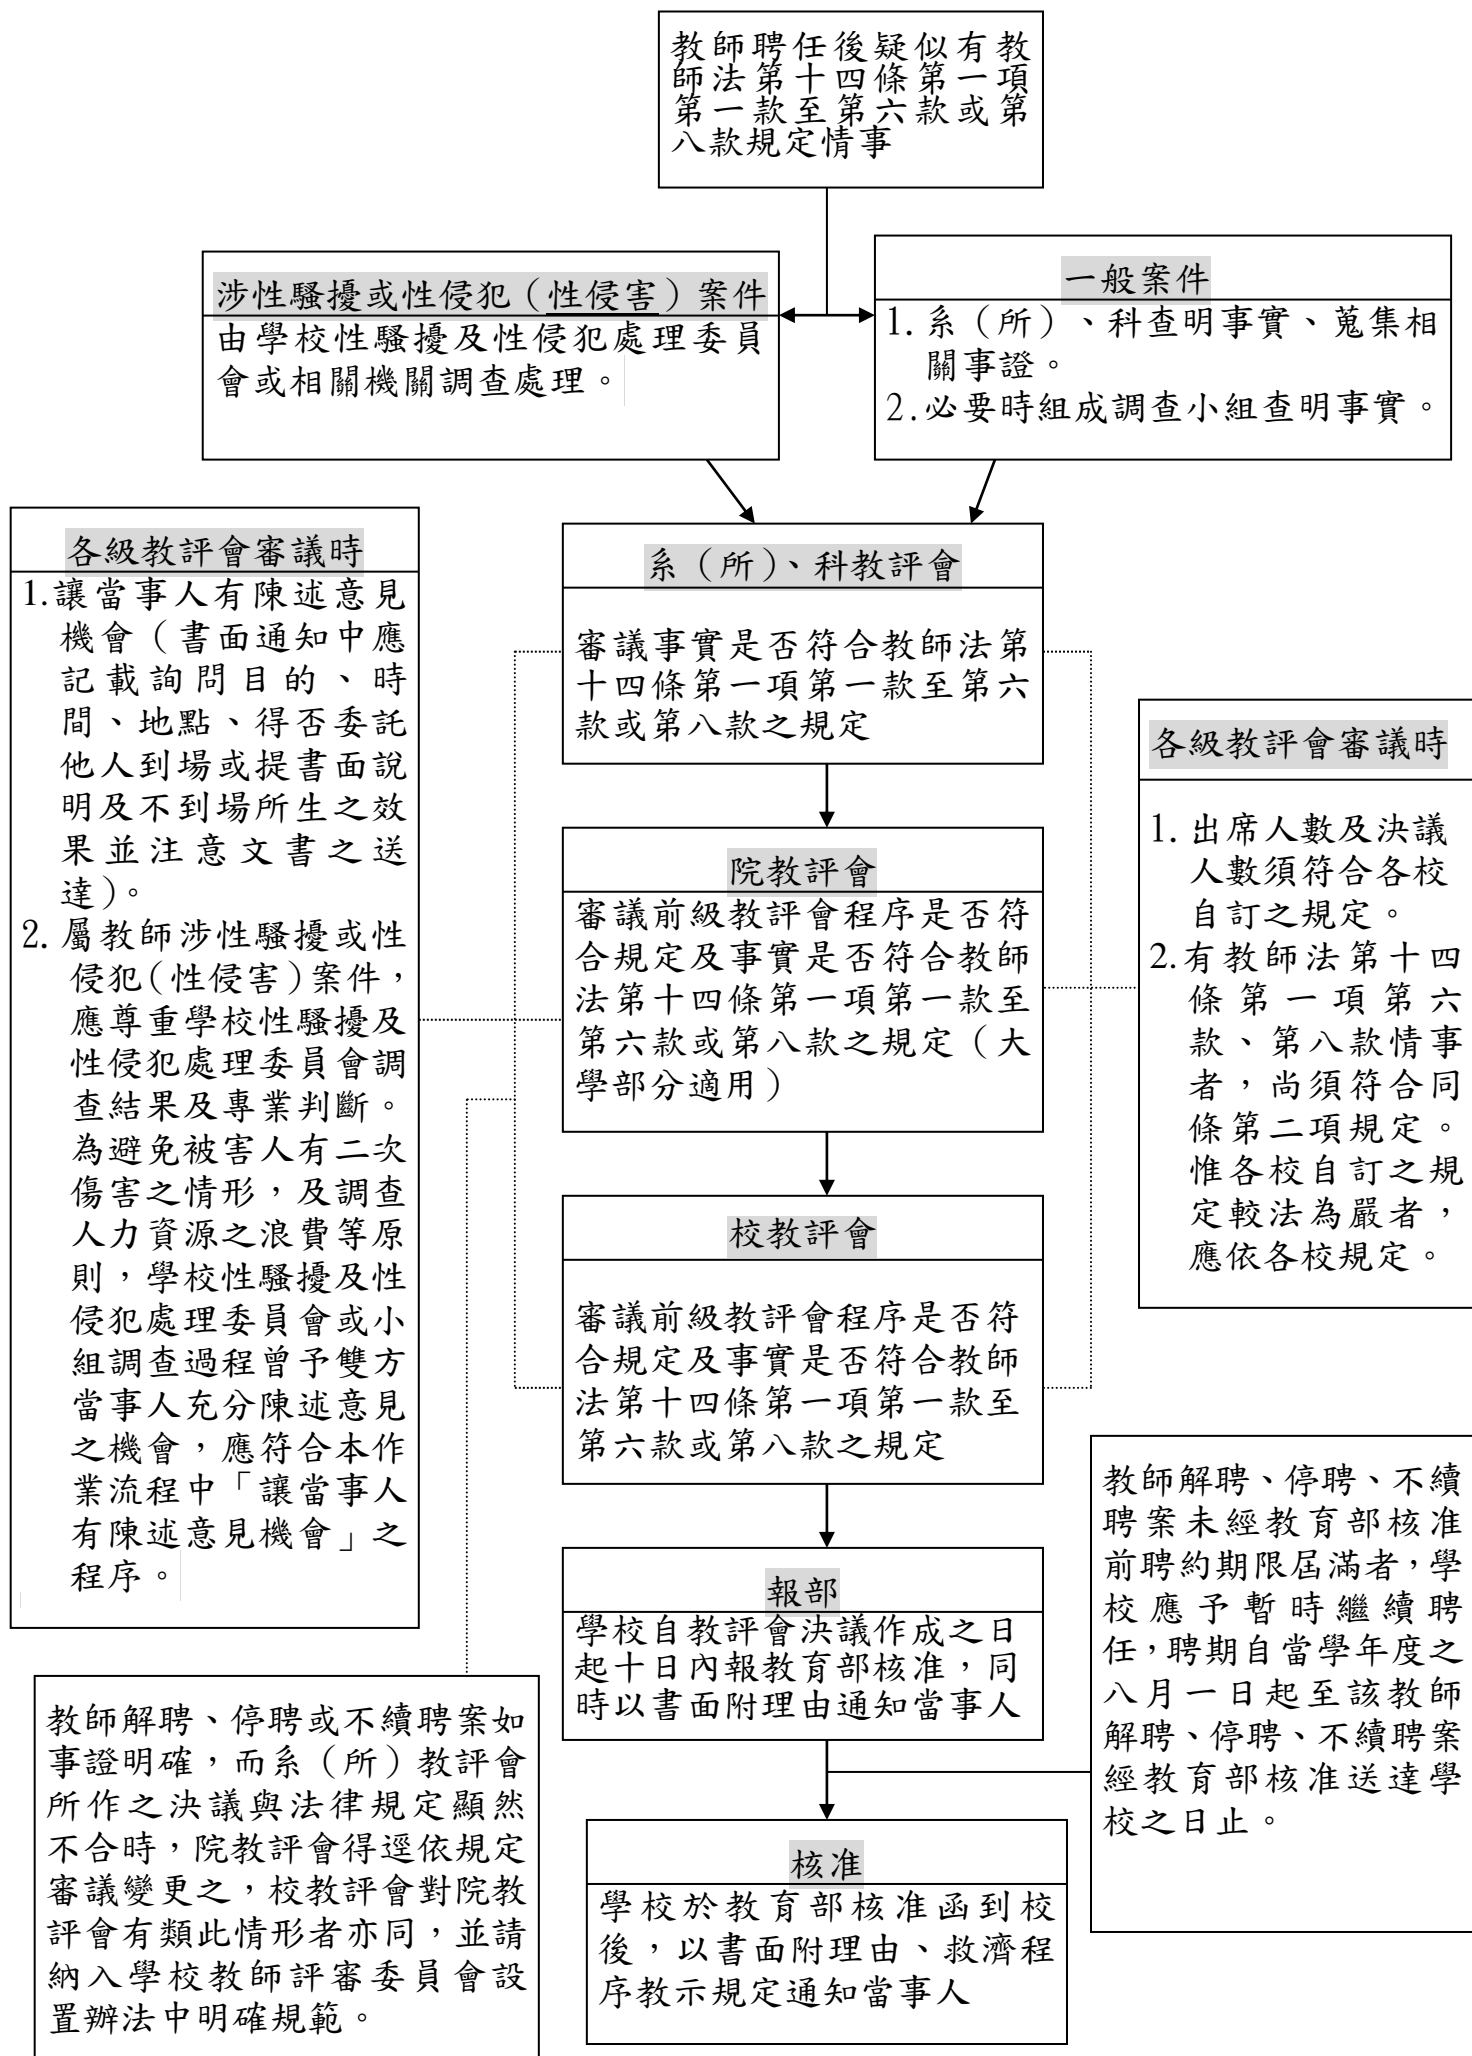 教師聘任後疑似有教
師法第十四條第一項
第一款至第六款或第
八款規定情事
涉性騷擾或性侵犯（性侵害）案件
由學校性騷擾及性侵犯處理委員
會或相關機關調查處理。
一般案件
1. 系（所）、科查明事實、蒐集相
關事證。
2.必要時組成調查小組查明事實。
各級教評會審議時
1.讓當事人有陳述意見
機會（書面通知中應
記載詢問目的、時
間、地點、得否委託
他人到場或提書面說
明及不到場所生之效
果並注意文書之送
達）。
2. 屬教師涉性騷擾或性
侵犯（性侵害）案件，
應尊重學校性騷擾及
性侵犯處理委員會調
查結果及專業判斷。
為避免被害人有二次
傷害之情形，及調查
人力資源之浪費等原
則，學校性騷擾及性
侵犯處理委員會或小
組調查過程曾予雙方
當事人充分陳述意見
之機會，應符合本作
業流程中「讓當事人
有陳述意見機會」之
程序。
系（所）、科教評會
審議事實是否符合教師法第
十四條第一項第一款至第六
款或第八款之規定
院教評會
審議前級教評會程序是否符
合規定及事實是否符合教師
法第十四條第一項第一款至
第六款或第八款之規定（大
學部分適用）
校教評會
審議前級教評會程序是否符
合規定及事實是否符合教師
法第十四條第一項第一款至
第六款或第八款之規定
各級教評會審議時
1. 出席人數及決議
人數須符合各校
自訂之規定。
2.有教師法第十四
條第一項第六
款、第八款情事
者，尚須符合同
條第二項規定。
惟各校自訂之規
定較法為嚴者，
應依各校規定。
報部
學校自教評會決議作成之日
起十日內報教育部核准，同
時以書面附理由通知當事人
教師解聘、停聘、不續
聘案未經教育部核准
前聘約期限屆滿者，學
校應予暫時繼續聘
任，聘期自當學年度之
八月一日起至該教師
解聘、停聘、不續聘案
經教育部核准送達學
校之日止。
教師解聘、停聘或不續聘案如
事證明確，而系（所）教評會
所作之決議與法律規定顯然
不合時，院教評會得逕依規定
審議變更之，校教評會對院教
評會有類此情形者亦同，並請
納入學校教師評審委員會設
置辦法中明確規範。
核准
學校於教育部核准函到校
後，以書面附理由、救濟程
序教示規定通知當事人